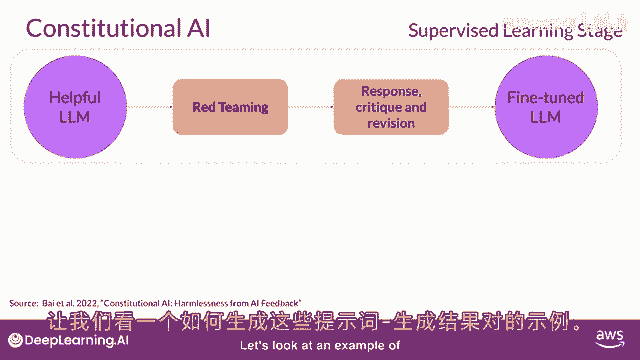 Constitutional AI
Supervised Learning Stage
Helpful
LLM
Red Teaming
Response,
critique and
revision
Fine-tuned
LLM
Source: Bai et al. 2022, "Constitutional AI: Harmlessness from AI Feedback"
让我们看一个如何生成这些提示词-生成结果对的示例。
DeepLearning.AI
Let's look at an example of
aws